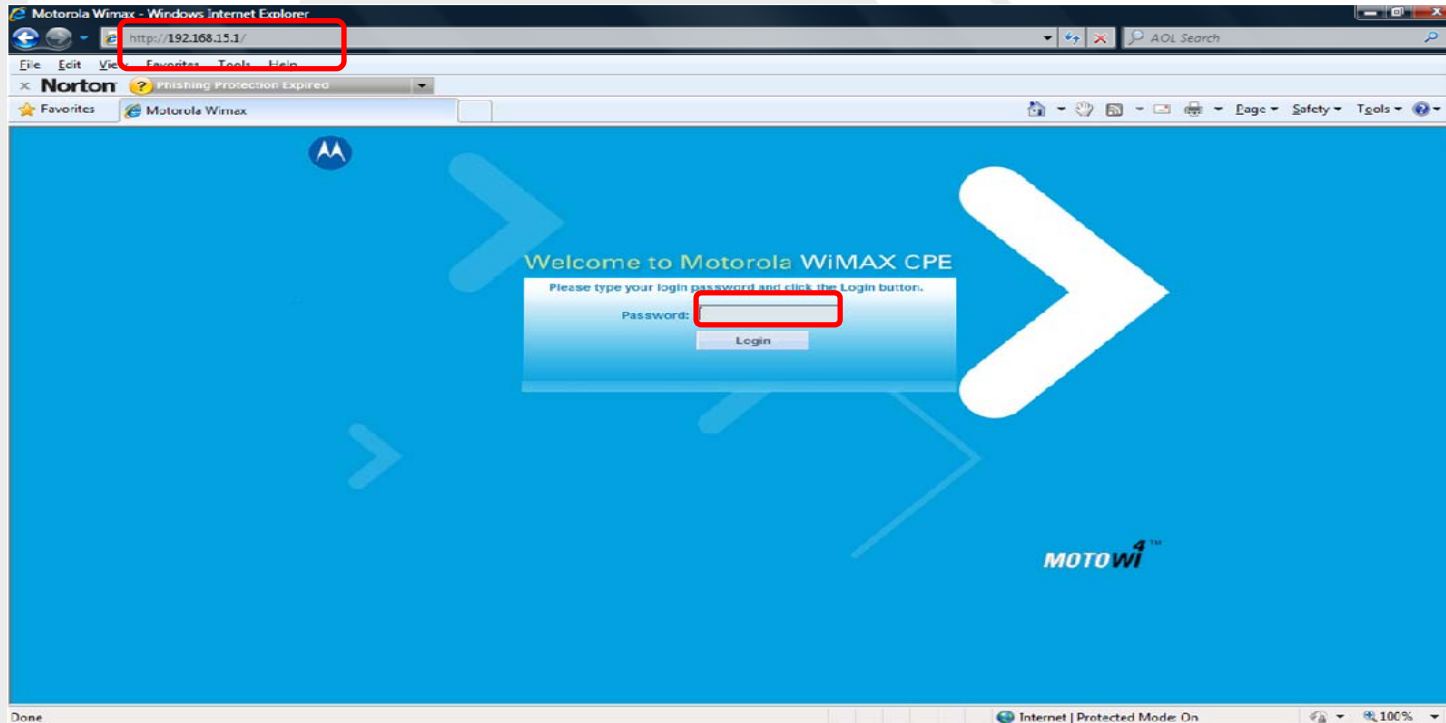 Motorola Wimax - Windows Internet Explorer
http://192.168.15.1/
AOL Search
File Edit View Favorites Tools Help
× Norton Phishing Protection Expired
Favorites Motorola Wimax Page Safety Tools
Welcome to Motorola WiMAX CPE
Please type your login password and click the Login button.
Password:
Login
MOTOWi4™
Done Internet | Protected Mode: On 100%